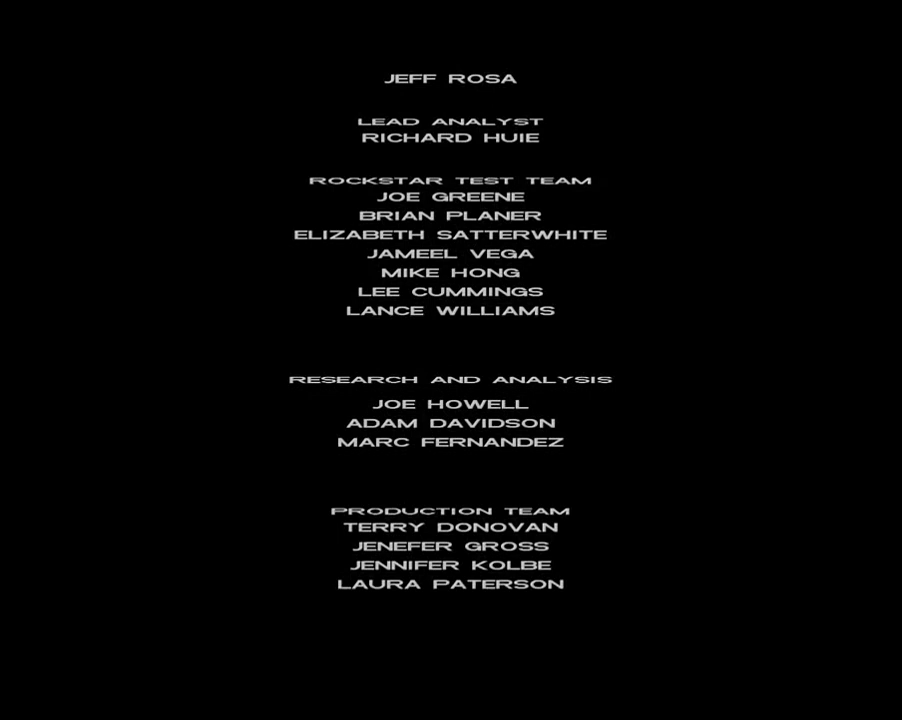 JEFF ROSA
LEAD ANALYST
RICHARD HUIE
ROCKSTAR TEST TEAM
JOE GREENE
BRIAN PLANER
ELIZABETH SATTERWHITE
JAMEEL VEGA
MIKE HONG
LEE CUMMINGS
LANCE WILLIAMS
RESEARCH AND ANALYSIS
JOE HOWELL
ADAM DAVIDSON
MARC FERNANDEZ
PRODUCTION TEAM
TERRY DONOVAN
JENEFER GROSS
JENNIFER KOLBE
LAURA PATERSON